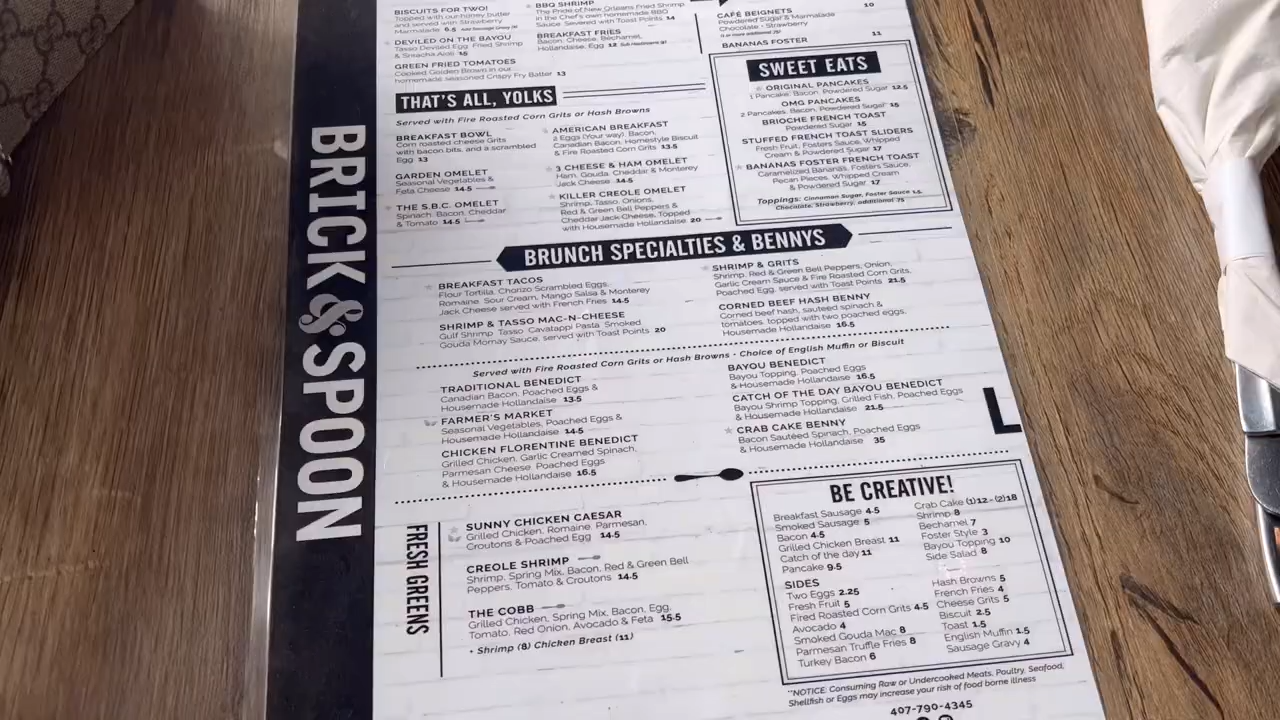 BRICK & SPOON
BISCUITS FOR TWO!
Topped with our honey butter
and served with Strawberry
Marmalade 6.5
DEVILED ON THE BAYOU
Tasso Deviled Egg, Fried Shrimp
& Sriracha Aioli 15
GREEN FRIED TOMATOES
Cooked Golden Brown in our
homemade seasoned Crispy Fry Batter 13
BBQ SHRIMP
The Pride of New Orleans Fried Shrimp
in the Chef's own homemade BBQ
Sauce. Severed with Toast Points 14
BREAKFAST FRIES
Bacon, Cheese, Béchamel,
Hollandaise, Egg 12
10
CAFÉ BEIGNETS
Powdered Sugar & Marmalade
Chocolate - Strawberry
BANANAS FOSTER 11
THAT'S ALL, YOLKS
Served with Fire Roasted Corn Grits or Hash Browns
BREAKFAST BOWL
Corn roasted cheese Grits
with bacon bits, and a scrambled
Egg 13
GARDEN OMELET
Seasonal Vegetables &
Feta Cheese 14.5
THE S.B.C. OMELET
Spinach, Bacon, Cheddar
& Tomato 14.5
AMERICAN BREAKFAST
2 Eggs (Your way), Bacon,
Canadian Bacon, Homestyle Biscuit
& Fire Roasted Corn Grits 13.5
3 CHEESE & HAM OMELET
Ham, Gouda, Cheddar & Monterey
Jack Cheese 14.5
KILLER CREOLE OMELET
Shrimp, Tasso, Onions,
Red & Green Bell Peppers &
Cheddar Jack Cheese, Topped
with Housemade Hollandaise 20
SWEET EATS
ORIGINAL PANCAKES
1 Pancake, Bacon, Powdered Sugar 12.5
OMG PANCAKES
2 Pancakes, Bacon, Powdered Sugar 15
BRIOCHE FRENCH TOAST
Powdered Sugar 15
STUFFED FRENCH TOAST SLIDERS
Fresh Fruit, Fosters Sauce, Whipped
Cream & Powdered Sugar 17
BANANAS FOSTER FRENCH TOAST
Caramelized Bananas, Fosters Sauce,
Pecan Pieces, Whipped Cream
& Powdered Sugar 17
Toppings: Cinnaman Sugar, Foster Sauce 1.5
Chocolate, Strawberry, additional .75
BRUNCH SPECIALTIES & BENNYS
BREAKFAST TACOS
Flour Tortilla, Chorizo Scrambled Eggs,
Romaine, Sour Cream, Mango Salsa & Monterey
Jack Cheese served with French Fries 14.5
SHRIMP & TASSO MAC-N-CHEESE
Gulf Shrimp, Tasso, Cavatappi Pasta, Smoked
Gouda Mornay Sauce, served with Toast Points 20
SHRIMP & GRITS
Shrimp, Red & Green Bell Peppers, Onion,
Garlic Cream Sauce & Fire Roasted Corn Grits,
Poached Egg, served with Toast Points 21.5
CORNED BEEF HASH BENNY
Corned beef hash, sautéed spinach &
tomatoes, topped with two poached eggs,
Housemade Hollandaise 16.5
Served with Fire Roasted Corn Grits or Hash Browns - Choice of English Muffin or Biscuit
TRADITIONAL BENEDICT
Canadian Bacon, Poached Eggs &
Housemade Hollandaise 13.5
FARMER'S MARKET
Seasonal Vegetables, Poached Eggs &
Housemade Hollandaise 14.5
CHICKEN FLORENTINE BENEDICT
Grilled Chicken, Garlic Creamed Spinach,
Parmesan Cheese, Poached Eggs
& Housemade Hollandaise 16.5
BAYOU BENEDICT
Bayou Topping, Poached Eggs
& Housemade Hollandaise 16.5
CATCH OF THE DAY BAYOU BENEDICT
Bayou Shrimp Topping, Grilled Fish, Poached Eggs
& Housemade Hollandaise 21.5
CRAB CAKE BENNY
Bacon Sautéed Spinach, Poached Eggs
& Housemade Hollandaise 35
L
FRESH GREENS
SUNNY CHICKEN CAESAR
Grilled Chicken, Romaine, Parmesan,
Croutons & Poached Egg 14.5
CREOLE SHRIMP
Shrimp, Spring Mix, Bacon, Red & Green Bell
Peppers, Tomato & Croutons 14.5
THE COBB
Grilled Chicken, Spring Mix, Bacon, Egg,
Tomato, Red Onion, Avocado & Feta 15.5
• Shrimp (8) Chicken Breast (11)
BE CREATIVE!
Breakfast Sausage 4.5
Smoked Sausage 5
Bacon 4.5
Grilled Chicken Breast 11
Catch of the day 11
Pancake 9.5
Crab Cake (1)12-(2)18
Shrimp 8
Bechamel 7
Foster Style 3
Bayou Topping 10
Side Salad 8
SIDES
Two Eggs 2.25
Fresh Fruit 5
Fired Roasted Corn Grits 4.5
Avocado 4
Smoked Gouda Mac 8
Parmesan Truffle Fries 8
Turkey Bacon 6
Hash Browns 5
French Fries 4
Cheese Grits 5
Biscuit 2.5
Toast 1.5
English Muffin 1.5
Sausage Gravy 4
**NOTICE: Consuming Raw or Undercooked Meats, Poultry, Seafood,
Shellfish or Eggs may increase your risk of food borne illness
407-790-4345